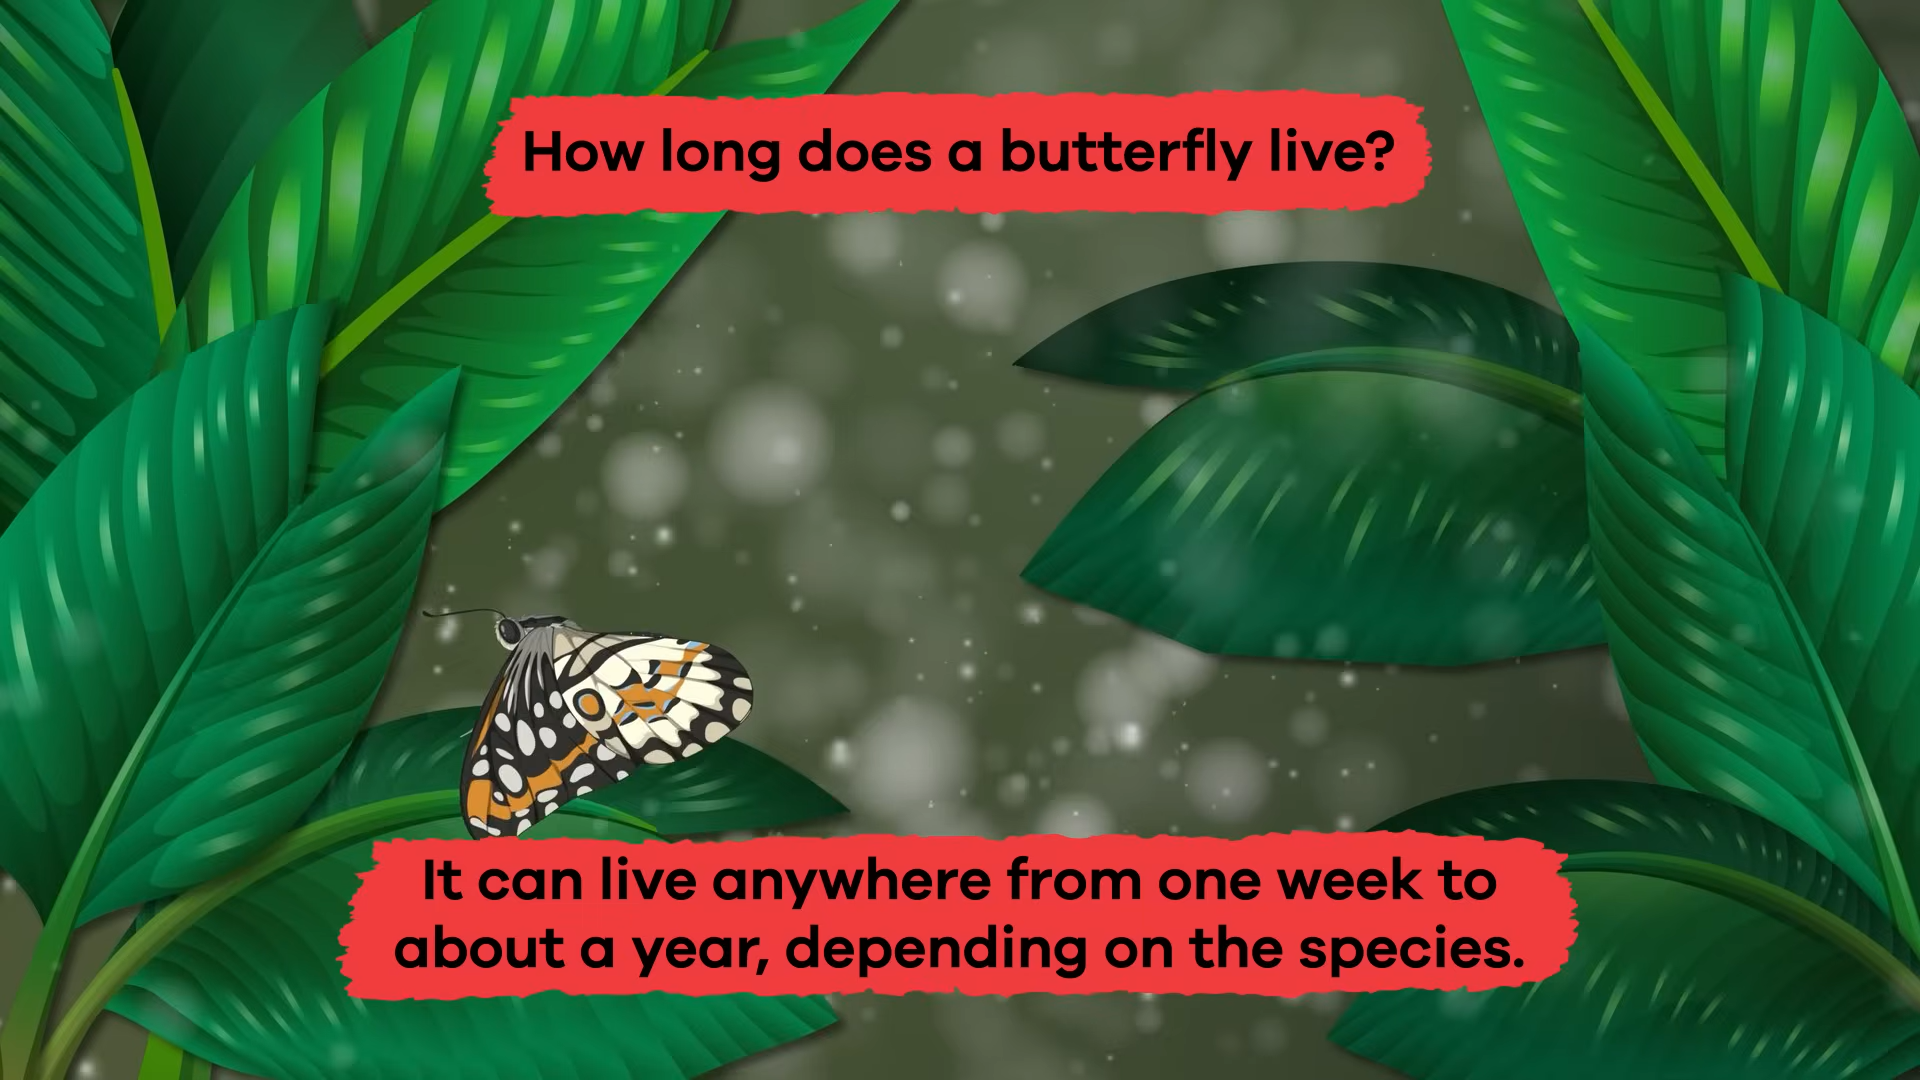 How long does a butterfly live?
It can live anywhere from one week to
about a year, depending on the species.